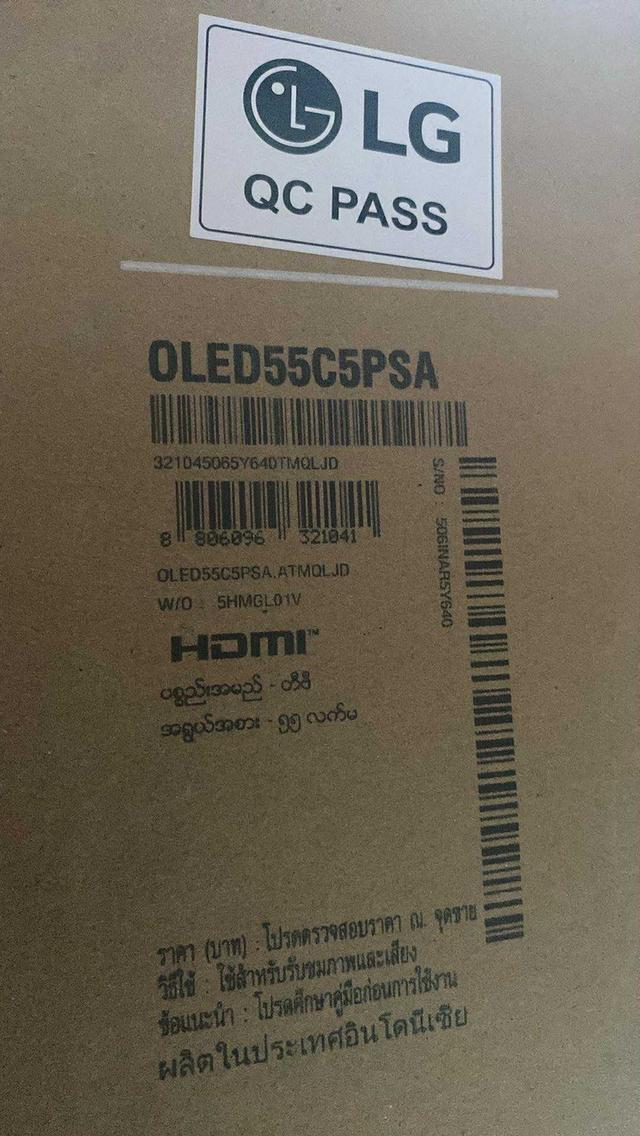 LG
QC PASS
OLED55C5PSA
321045065Y640TMQLJD
S/NO : 506INAR5Y640
8 806096 321041
OLED55C5PSA.ATMQLJD
W/O : 5HMGL01V
HDMI™
ပစ္စည်းအမည် - တီဗီ
အရွယ်အစား - ၅၅ လက်မ
ราคา (บาท) : โปรดตรวจสอบราคา ณ. จุดขาย
วิธีใช้ : ใช้สำหรับรับชมภาพและเสียง
ข้อแนะนำ : โปรดศึกษาคู่มือก่อนการใช้งาน
ผลิตในประเทศอินโดนีเซีย